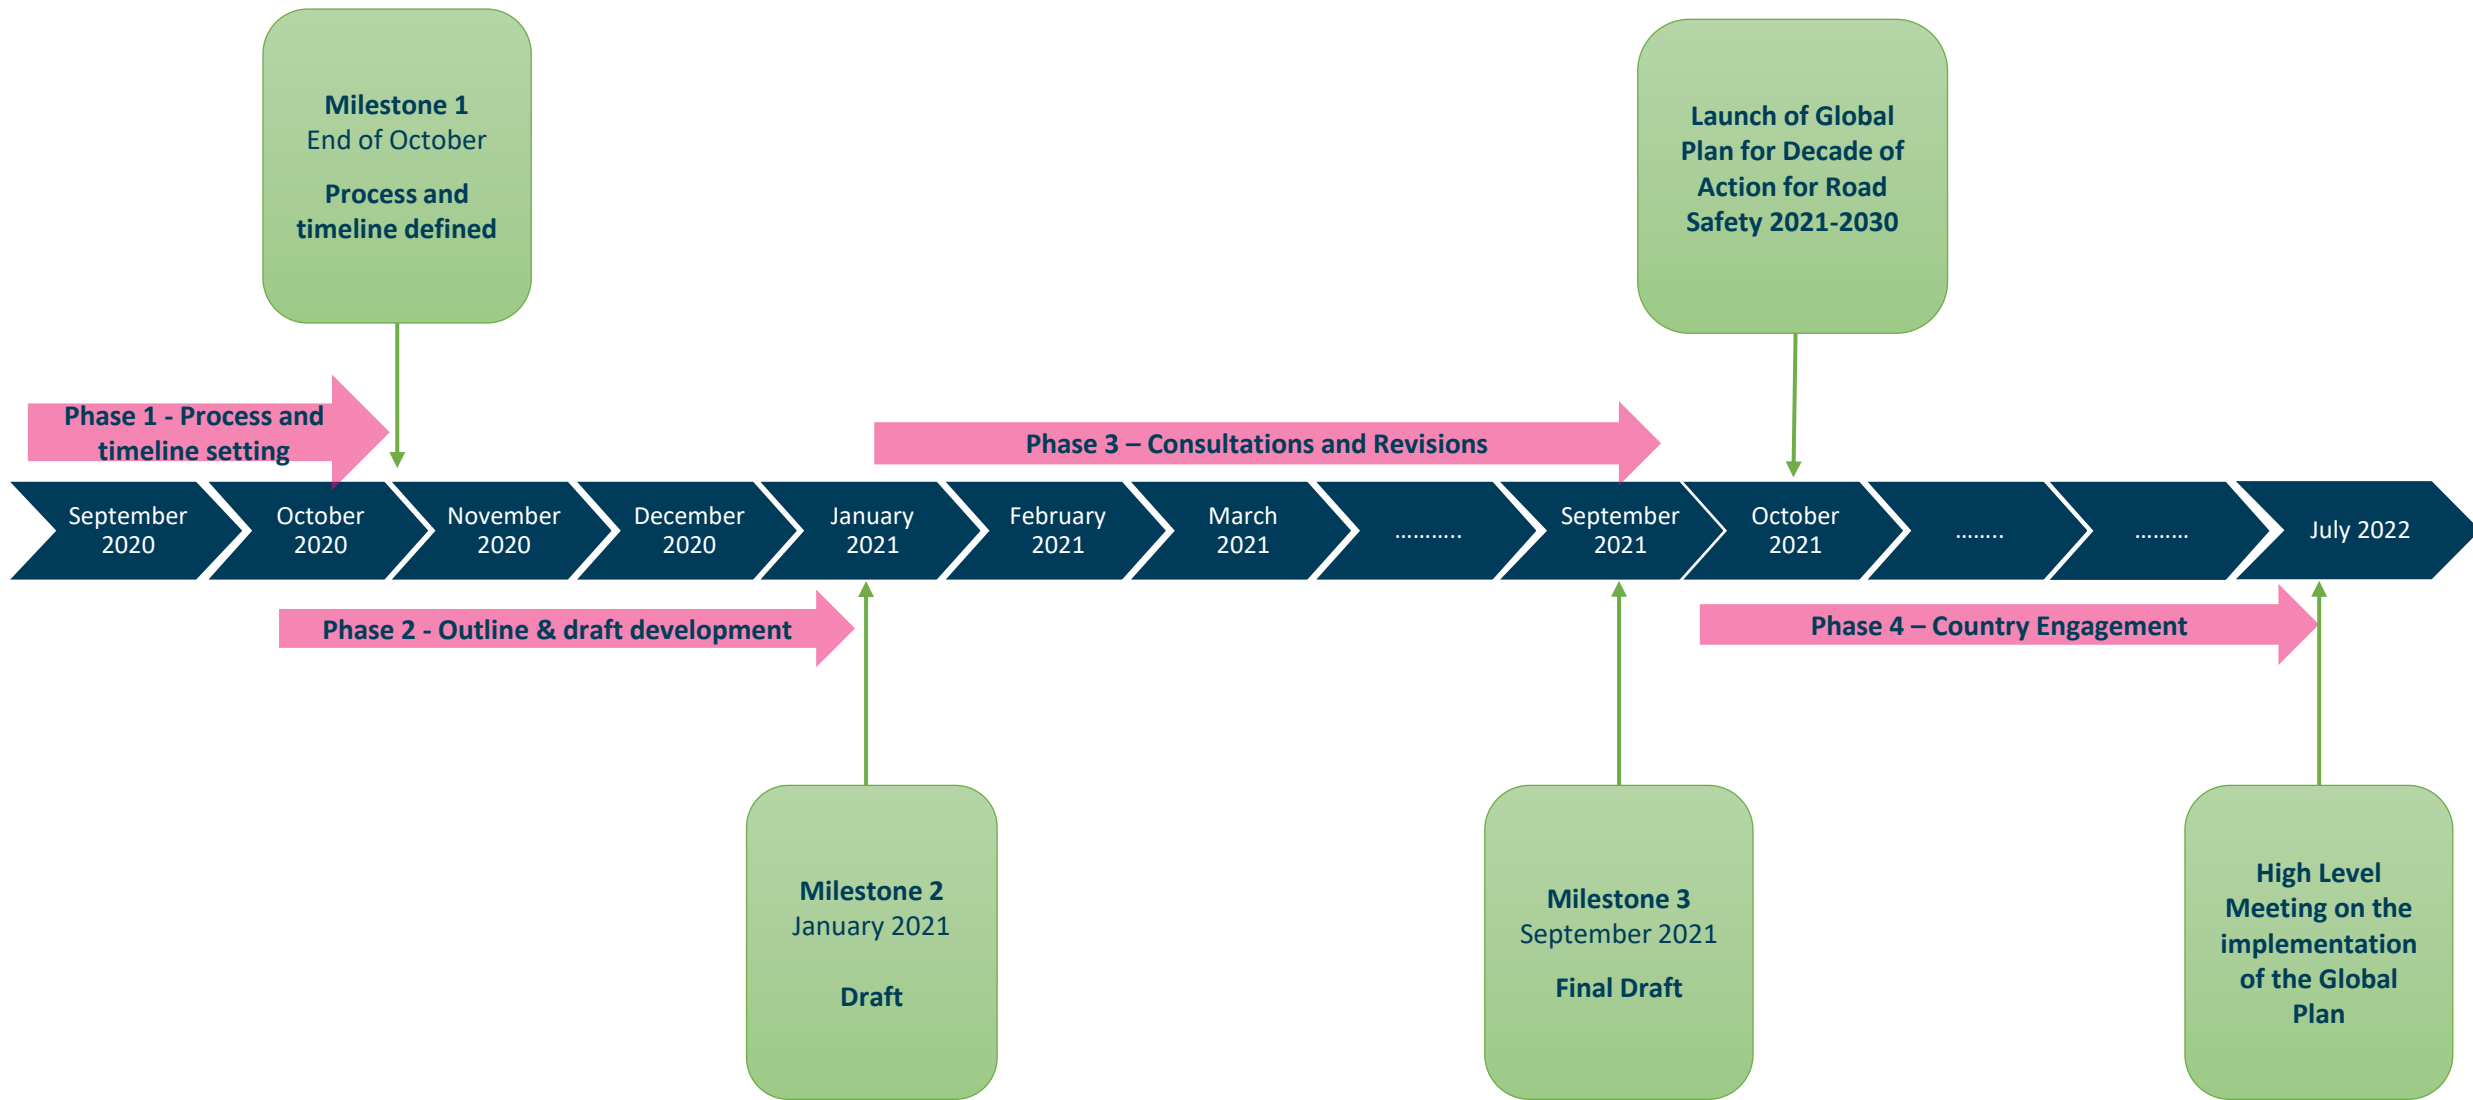 Milestone 1
End of October
Process and
timeline defined
Launch of Global
Plan for Decade of
Action for Road
Safety 2021-2030
Phase 1 - Process and
timeline setting
Phase 3 – Consultations and Revisions
September
2020
October
2020
November
2020
December
2020
January
2021
February
2021
March
2021
………..
September
2021
October
2021
……..
………
July 2022
Phase 2 - Outline & draft development
Phase 4 – Country Engagement
Milestone 2
January 2021
Draft
Milestone 3
September 2021
Final Draft
High Level
Meeting on the
implementation
of the Global
Plan